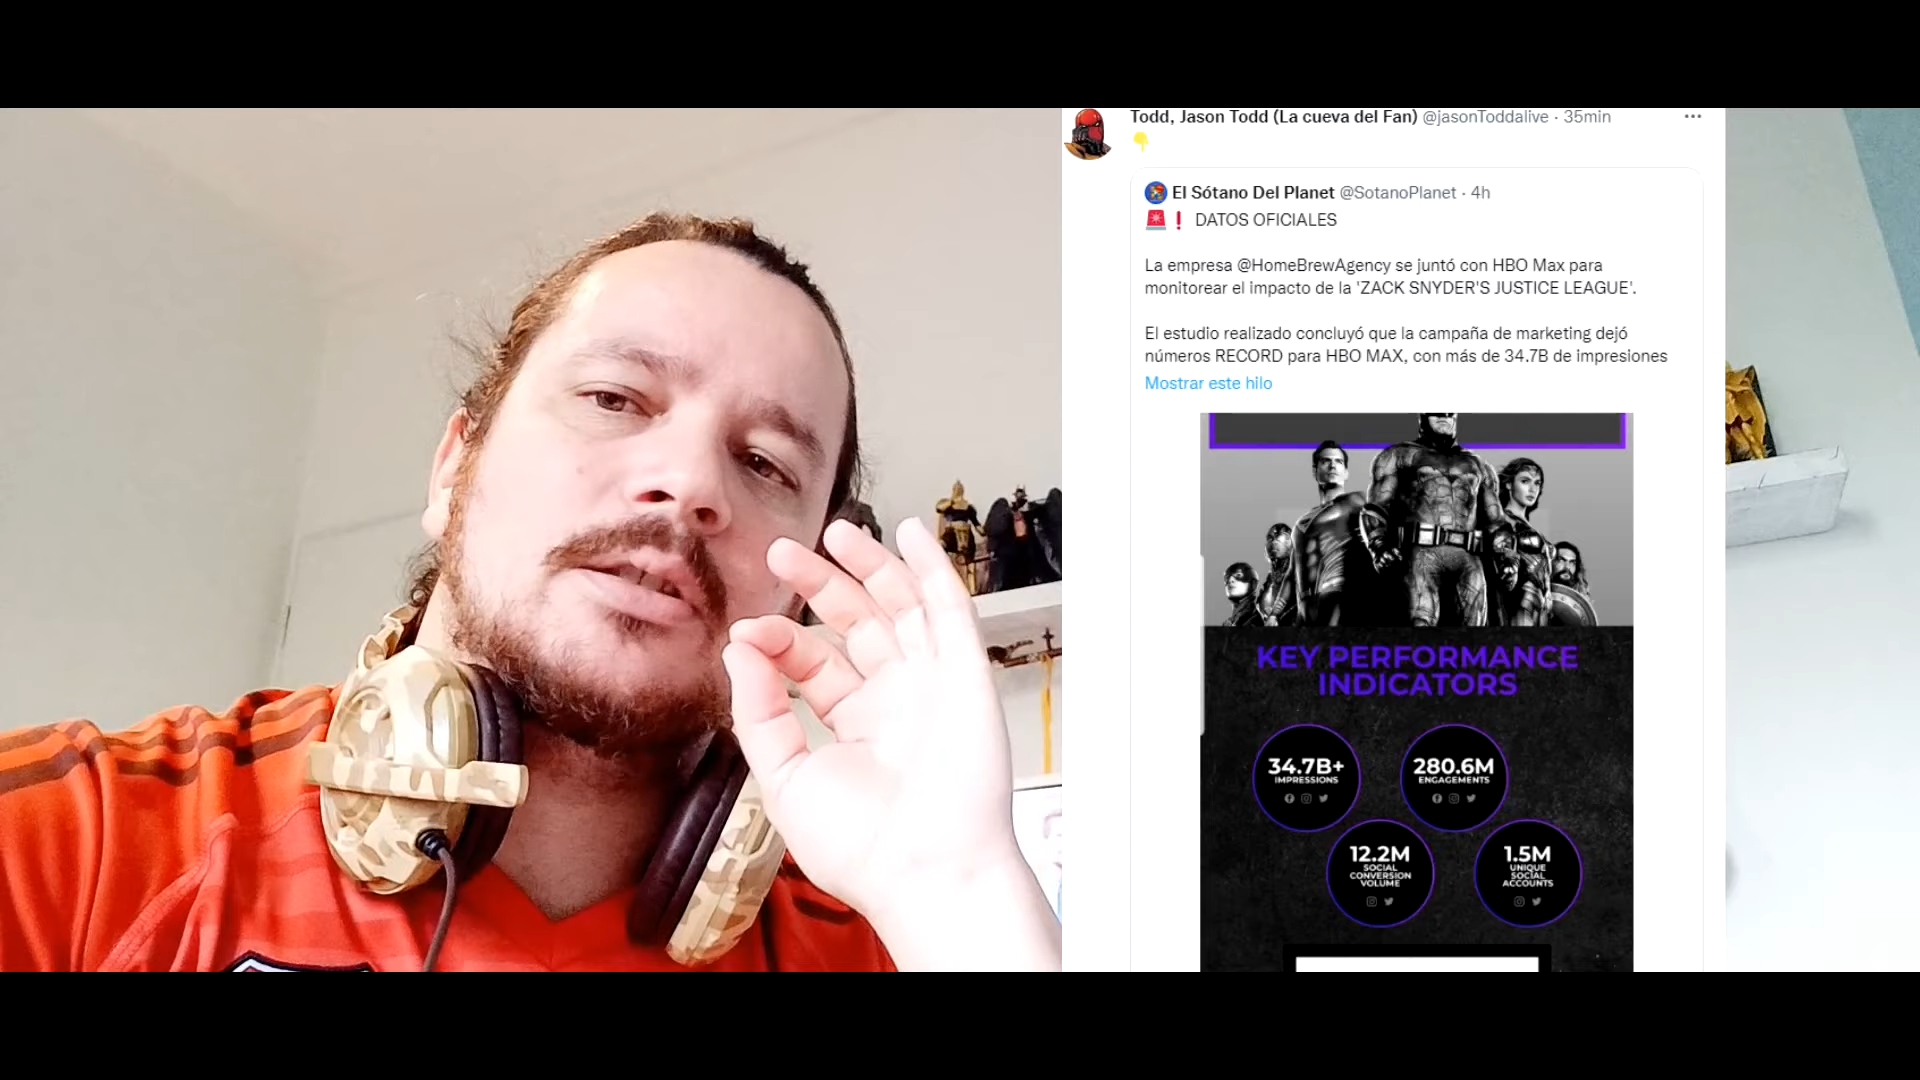 Todd, Jason Todd (La cueva del Fan) @jasonToddalive · 35min
El Sótano Del Planet @SotanoPlanet · 4h
DATOS OFICIALES
La empresa @HomeBrewAgency se juntó con HBO Max para
monitorear el impacto de la 'ZACK SNYDER'S JUSTICE LEAGUE'.
El estudio realizado concluyó que la campaña de marketing dejó
números RECORD para HBO MAX, con más de 34.7B de impresiones
Mostrar este hilo
KEY PERFORMANCE
INDICATORS
34.7B+
IMPRESSIONS
280.6M
ENGAGEMENTS
12.2M
SOCIAL
CONVERSION
VOLUME
1.5M
UNIQUE
SOCIAL
ACCOUNTS